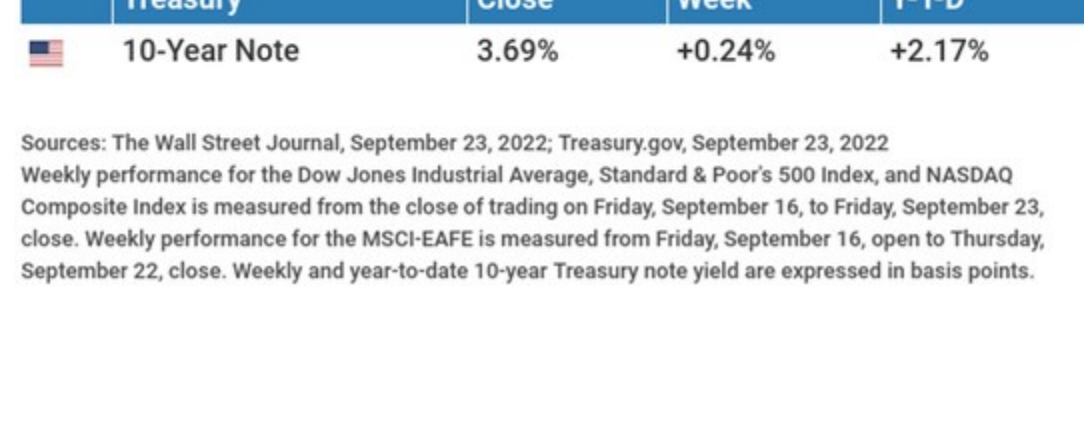 Treasury Close Week Y-T-D
10-Year Note 3.69% +0.24% +2.17%
Sources: The Wall Street Journal, September 23, 2022; Treasury.gov, September 23, 2022
Weekly performance for the Dow Jones Industrial Average, Standard & Poor's 500 Index, and NASDAQ
Composite Index is measured from the close of trading on Friday, September 16, to Friday, September 23,
close. Weekly performance for the MSCI-EAFE is measured from Friday, September 16, open to Thursday,
September 22, close. Weekly and year-to-date 10-year Treasury note yield are expressed in basis points.